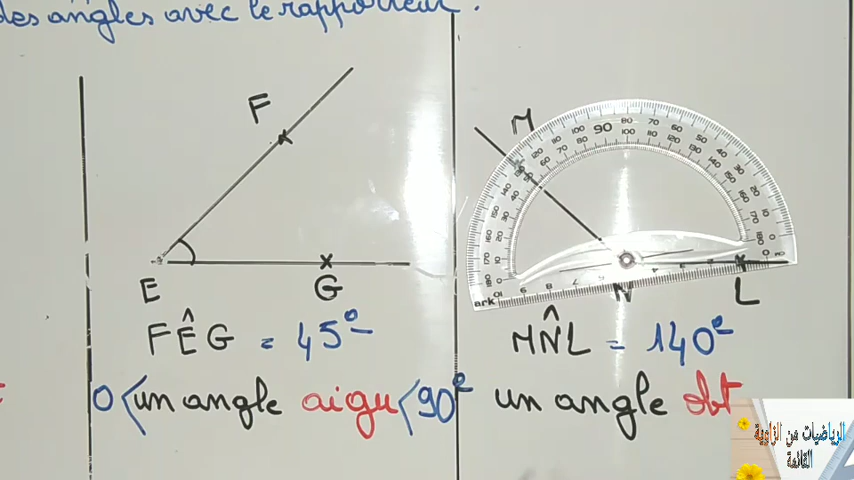 des angles avec le rapporteur.
F
M
E
G
N
L
FÊG = 45°
MN̂L = 140°
0 < un angle aigu < 90°
un angle obt
الرياضيات من الزاوية
القائمة